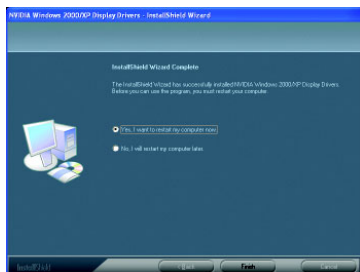 NVIDIA Windows 2000/XP Display Drivers - InstallShield Wizard
InstallShield Wizard Complete
The InstallShield Wizard has successfully installed NVIDIA Windows 2000/XP Display Drivers.
Before you can use the program, you must restart your computer.
Yes, I want to restart my computer now.
No, I will restart my computer later.
InstallShield
Finish
Cancel